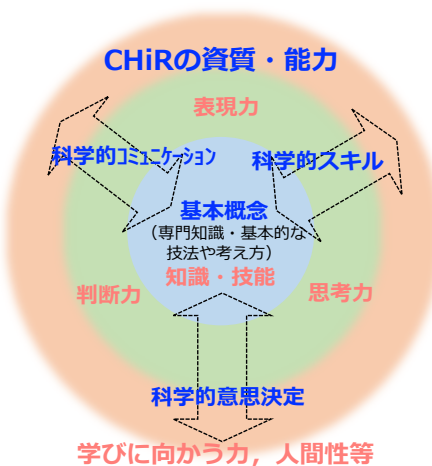 CHiRの資質・能力
表現力
科学的ｺﾐｭﾆｹｰｼｮﾝ
科学的スキル
基本概念
（専門知識・基本的な
技法や考え方）
知識・技能
判断力
思考力
科学的意思決定
学びに向かう力，人間性等